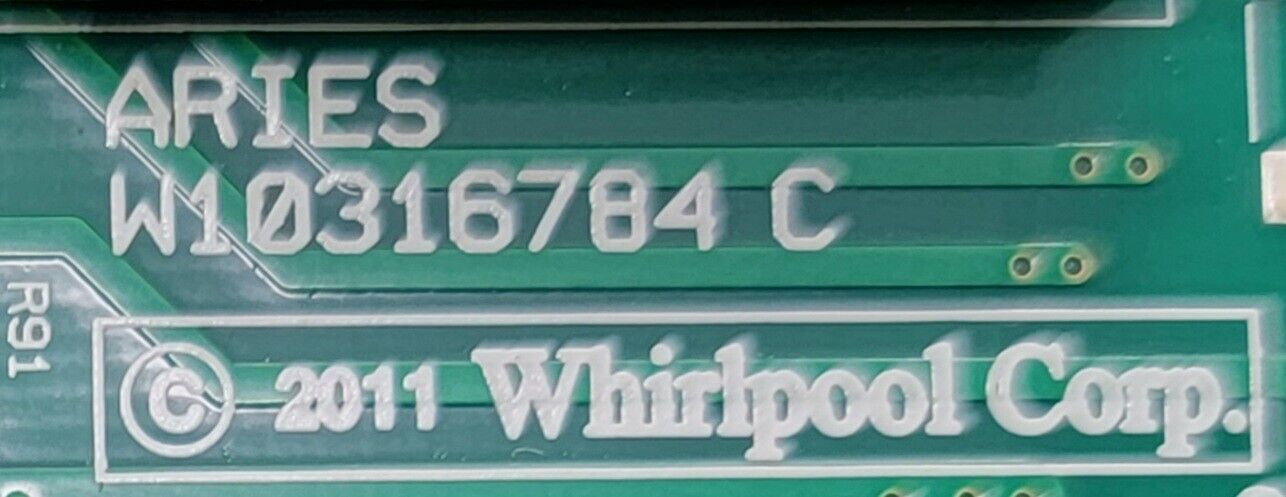 ARIES
W10316784 C
R91
© 2011 Whirlpool Corp.